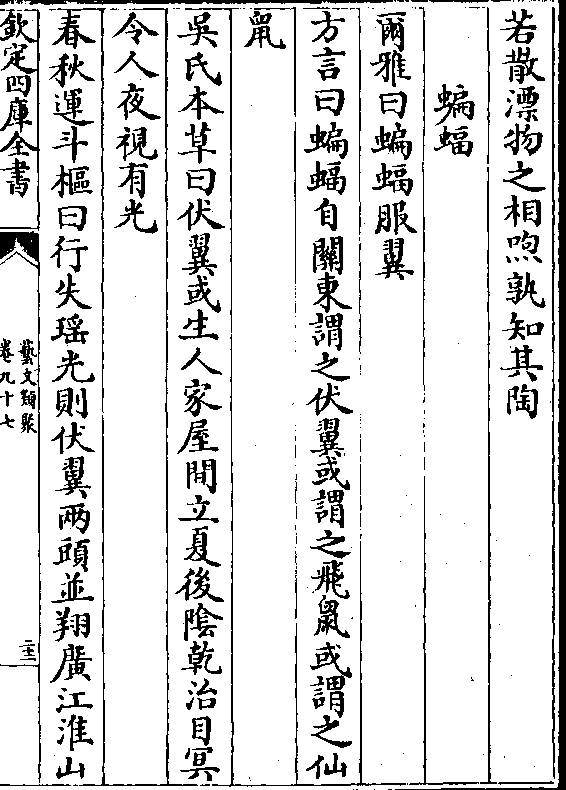 若散漂物之相煦孰知其陶
蝙蝠
爾雅曰蝙蝠服翼
方言曰蝙蝠自關東謂之伏翼或謂之飛鼠或謂之仙
鼠
吳氏本草曰伏翼或生人家屋間立夏後陰乾治目冥
令人夜視有光
春秋運斗樞曰行失瑤光則伏翼兩頭並翔廣江淮山
欽定四庫全書
藝文類聚
卷九十七